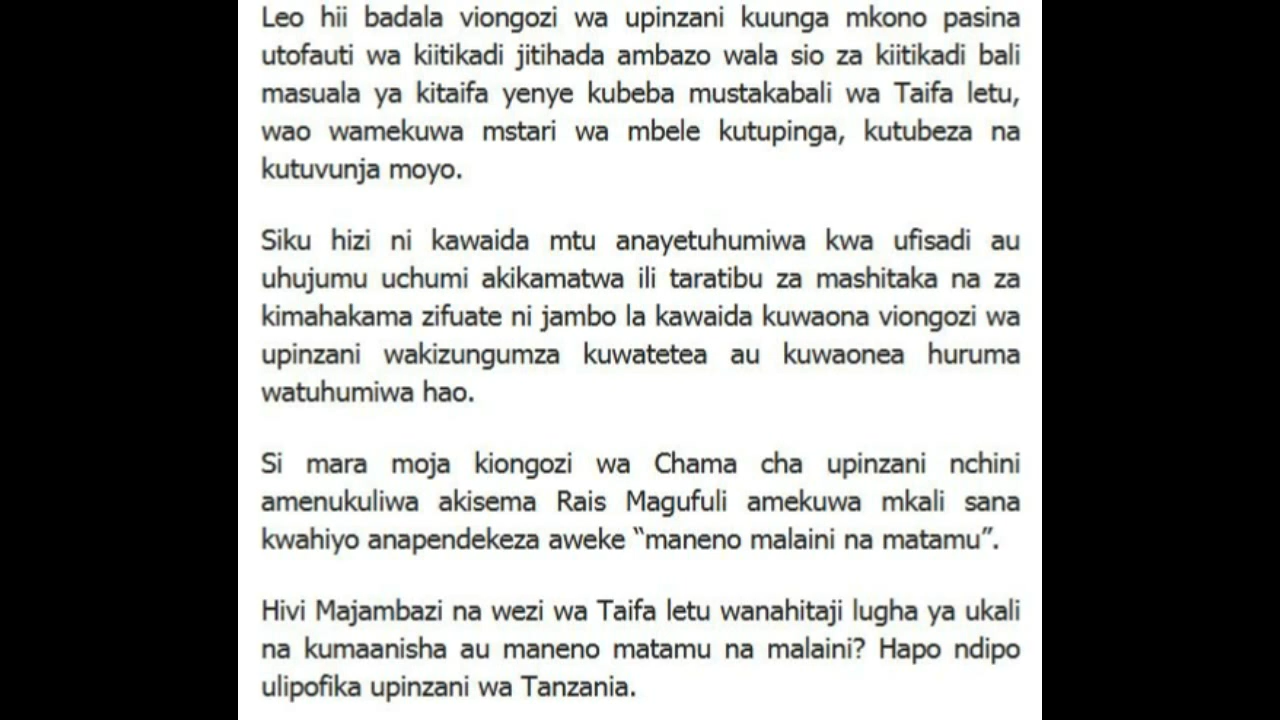 Leo hii badala viongozi wa upinzani kuunga mkono pasina
utofauti wa kiitikadi jitihada ambazo wala sio za kiitikadi bali
masuala ya kitaifa yenye kubeba mustakabali wa Taifa letu,
wao wamekuwa mstari wa mbele kutupinga, kutubeza na
kutuvunja moyo.
Siku hizi ni kawaida mtu anayetuhumiwa kwa ufisadi au
uhujumu uchumi akikamatwa ili taratibu za mashitaka na za
kimahakama zifuate ni jambo la kawaida kuwaona viongozi wa
upinzani wakizungumza kuwatetea au kuwaonea huruma
watuhumiwa hao.
Si mara moja kiongozi wa Chama cha upinzani nchini
amenukuliwa akisema Rais Magufuli amekuwa mkali sana
kwahiyo anapendekeza aweke “maneno malaini na matamu”.
Hivi Majambazi na wezi wa Taifa letu wanahitaji lugha ya ukali
na kumaanisha au maneno matamu na malaini? Hapo ndipo
ulipofika upinzani wa Tanzania.